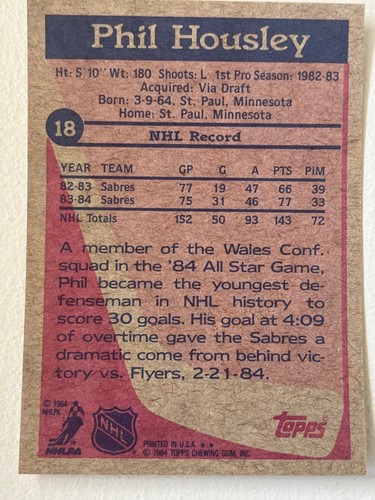 Phil Housley
Ht: 5'10" Wt: 180 Shoots: L 1st Pro Season: 1982-83
Acquired: Via Draft
Born: 3-9-64, St. Paul, Minnesota
Home: St. Paul, Minnesota
18
NHL Record
YEAR TEAM GP G A PTS PIM
82-83 Sabres 77 19 47 66 39
83-84 Sabres 75 31 46 77 33
NHL Totals 152 50 93 143 72
A member of the Wales Conf.
squad in the '84 All Star Game,
Phil became the youngest de-
fenseman in NHL history to
score 30 goals. His goal at 4:09
of overtime gave the Sabres a
dramatic come from behind vic-
tory vs. Flyers, 2-21-84.
© 1984
NHLPA
NHLPA
NHL
topps
PRINTED IN U.S.A. **
© 1984 TOPPS CHEWING GUM, INC